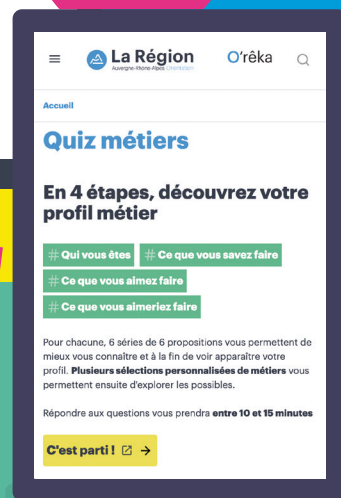 La Région
Auvergne-Rhône-Alpes Orientation
O'rêka
Accueil
Quiz métiers
En 4 étapes, découvrez votre
profil métier
# Qui vous êtes
# Ce que vous savez faire
# Ce que vous aimez faire
# Ce que vous aimeriez faire
Pour chacune, 6 séries de 6 propositions vous permettent de
mieux vous connaître et à la fin de voir apparaître votre
profil. Plusieurs sélections personnalisées de métiers vous
permettent ensuite d'explorer les possibles.
Répondre aux questions vous prendra entre 10 et 15 minutes
C'est parti !